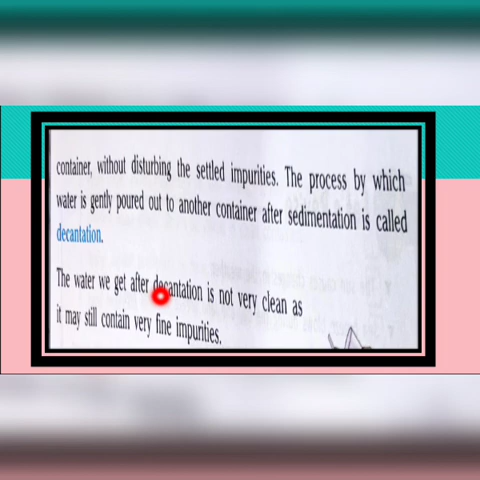 container, without disturbing the settled impurities. The process by which
water is gently poured out to another container after sedimentation is called
decantation.
The water we get after decantation is not very clean as
it may still contain very fine impurities.